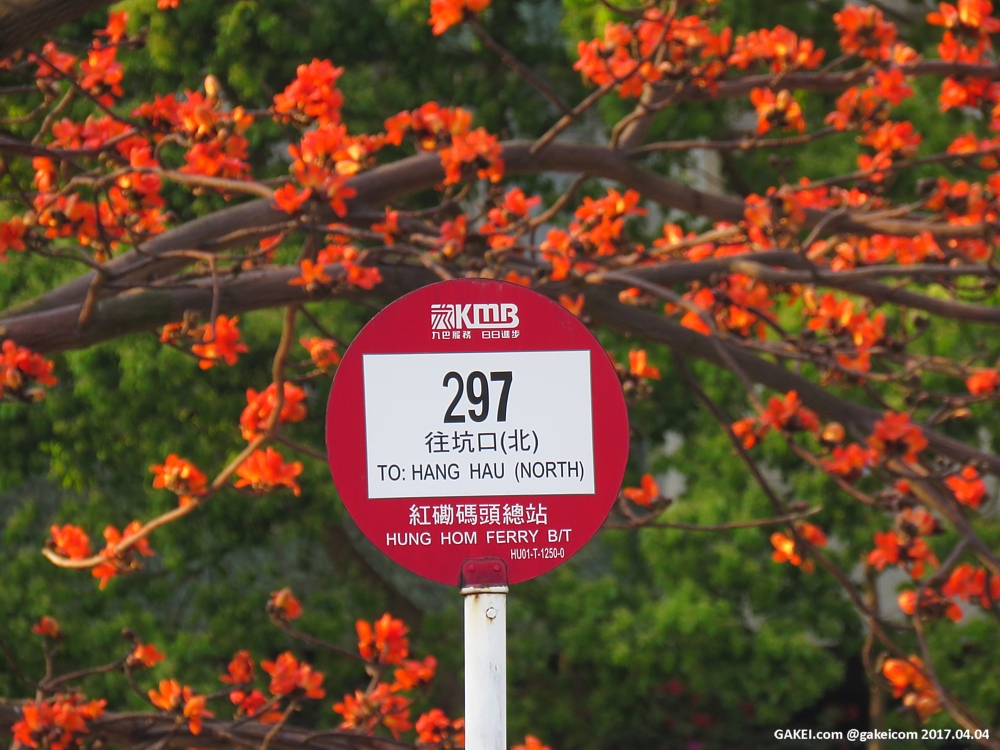 KMB
九巴服務 日日進步
297
往坑口(北)
TO: HANG HAU (NORTH)
紅磡碼頭總站
HUNG HOM FERRY B/T
HU01-T-1250-0
GAKEI.com @gakeicom 2017.04.04